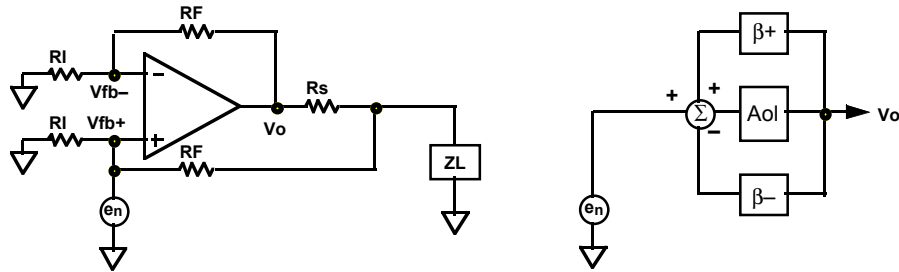 RF
RI
Vfb–
Rs
Vo
RI
Vfb+
RF
ZL
en
β+
+
+
Σ
Aol
Vo
–
β–
en
–
+